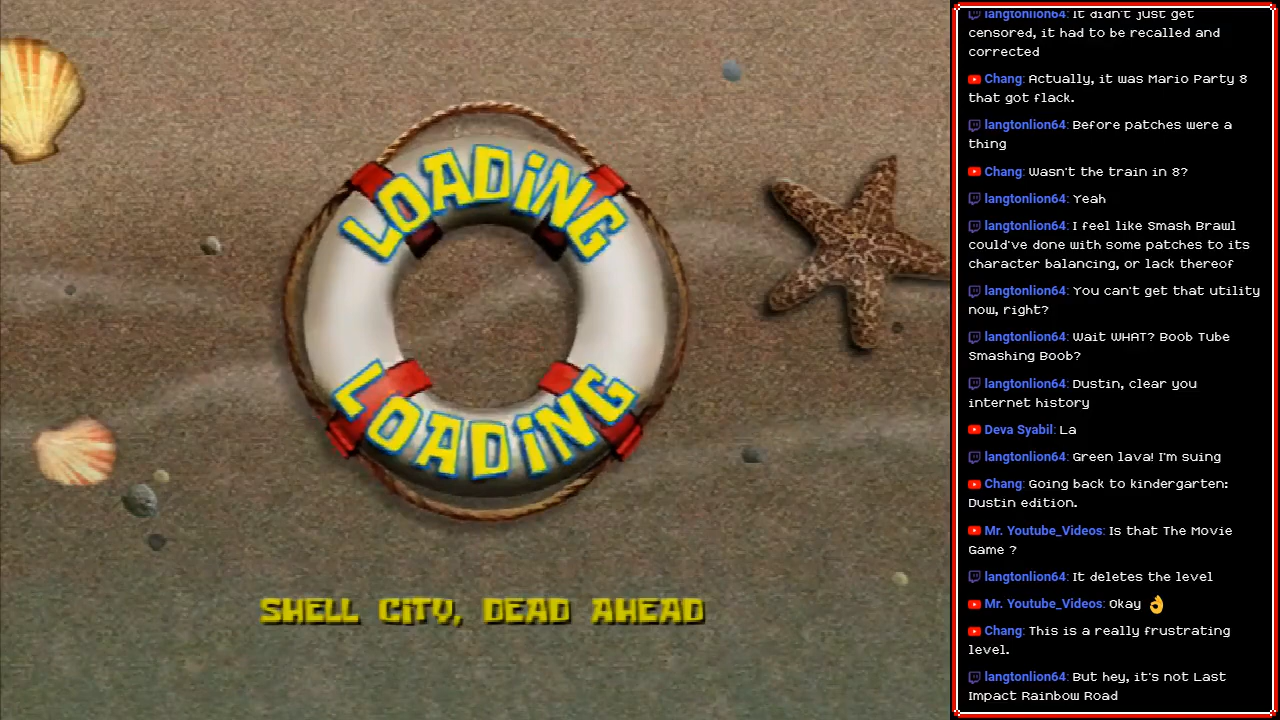 LOADING
LOADING
SHELL CITY, DEAD AHEAD
langtonlion64: It didn't just get
censored, it had to be recalled and
corrected
Chang: Actually, it was Mario Party 8
that got flack.
langtonlion64: Before patches were a
thing
Chang: Wasn't the train in 8?
langtonlion64: Yeah
langtonlion64: I feel like Smash Brawl
could've done with some patches to its
character balancing, or lack thereof
langtonlion64: You can't get that utility
now, right?
langtonlion64: Wait WHAT? Boob Tube
Smashing Boob?
langtonlion64: Dustin, clear you
internet history
Deva Syabil: La
langtonlion64: Green lava! I'm suing
Chang: Going back to kindergarten:
Dustin edition.
Mr. Youtube_Videos: Is that The Movie
Game ?
langtonlion64: It deletes the level
Mr. Youtube_Videos: Okay 👌
Chang: This is a really frustrating
level.
langtonlion64: But hey, it's not Last
Impact Rainbow Road